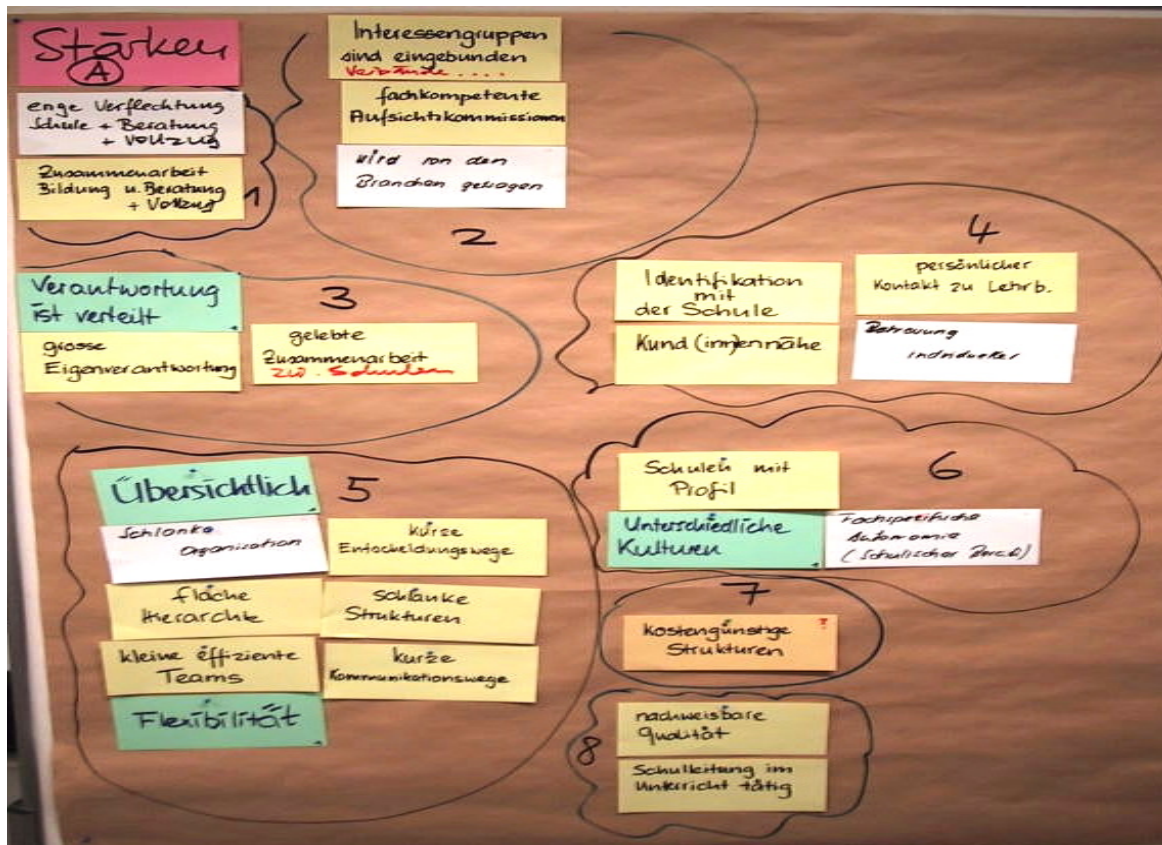 Stärken
A
enge Verflechtung
Schule + Beratung
+ Vollzug
Zusammenarbeit
Bildung u. Beratung
+ Vollzug
1
Interessengruppen
sind eingebunden
Verbände....
fachkompetente
Aufsichtskommissionen
wird von den
Branchen getragen
2
Verantwortung
ist verteilt
3
grosse
Eigenverantwortung
gelebte
Zusammenarbeit
zw. Schulen
4
Identifikation
mit
der Schule
persönlicher
Kontakt zu Lehrb.
Kund(inn)ennähe
Betreuung
individuell
Übersichtlich
5
Schlanke
Organisation
kurze
Entscheidungswege
flache
Hierarchie
schlanke
Strukturen
kleine effiziente
Teams
kurze
Kommunikationswege
Flexibilität
Schulen mit
Profil
6
Unterschiedliche
Kulturen
Fachspezifische
Autonomie
(Schulischer Bereich)
7
kostengünstige ?
Strukturen
8
nachweisbare
Qualität
Schulleitung im
Unterricht tätig